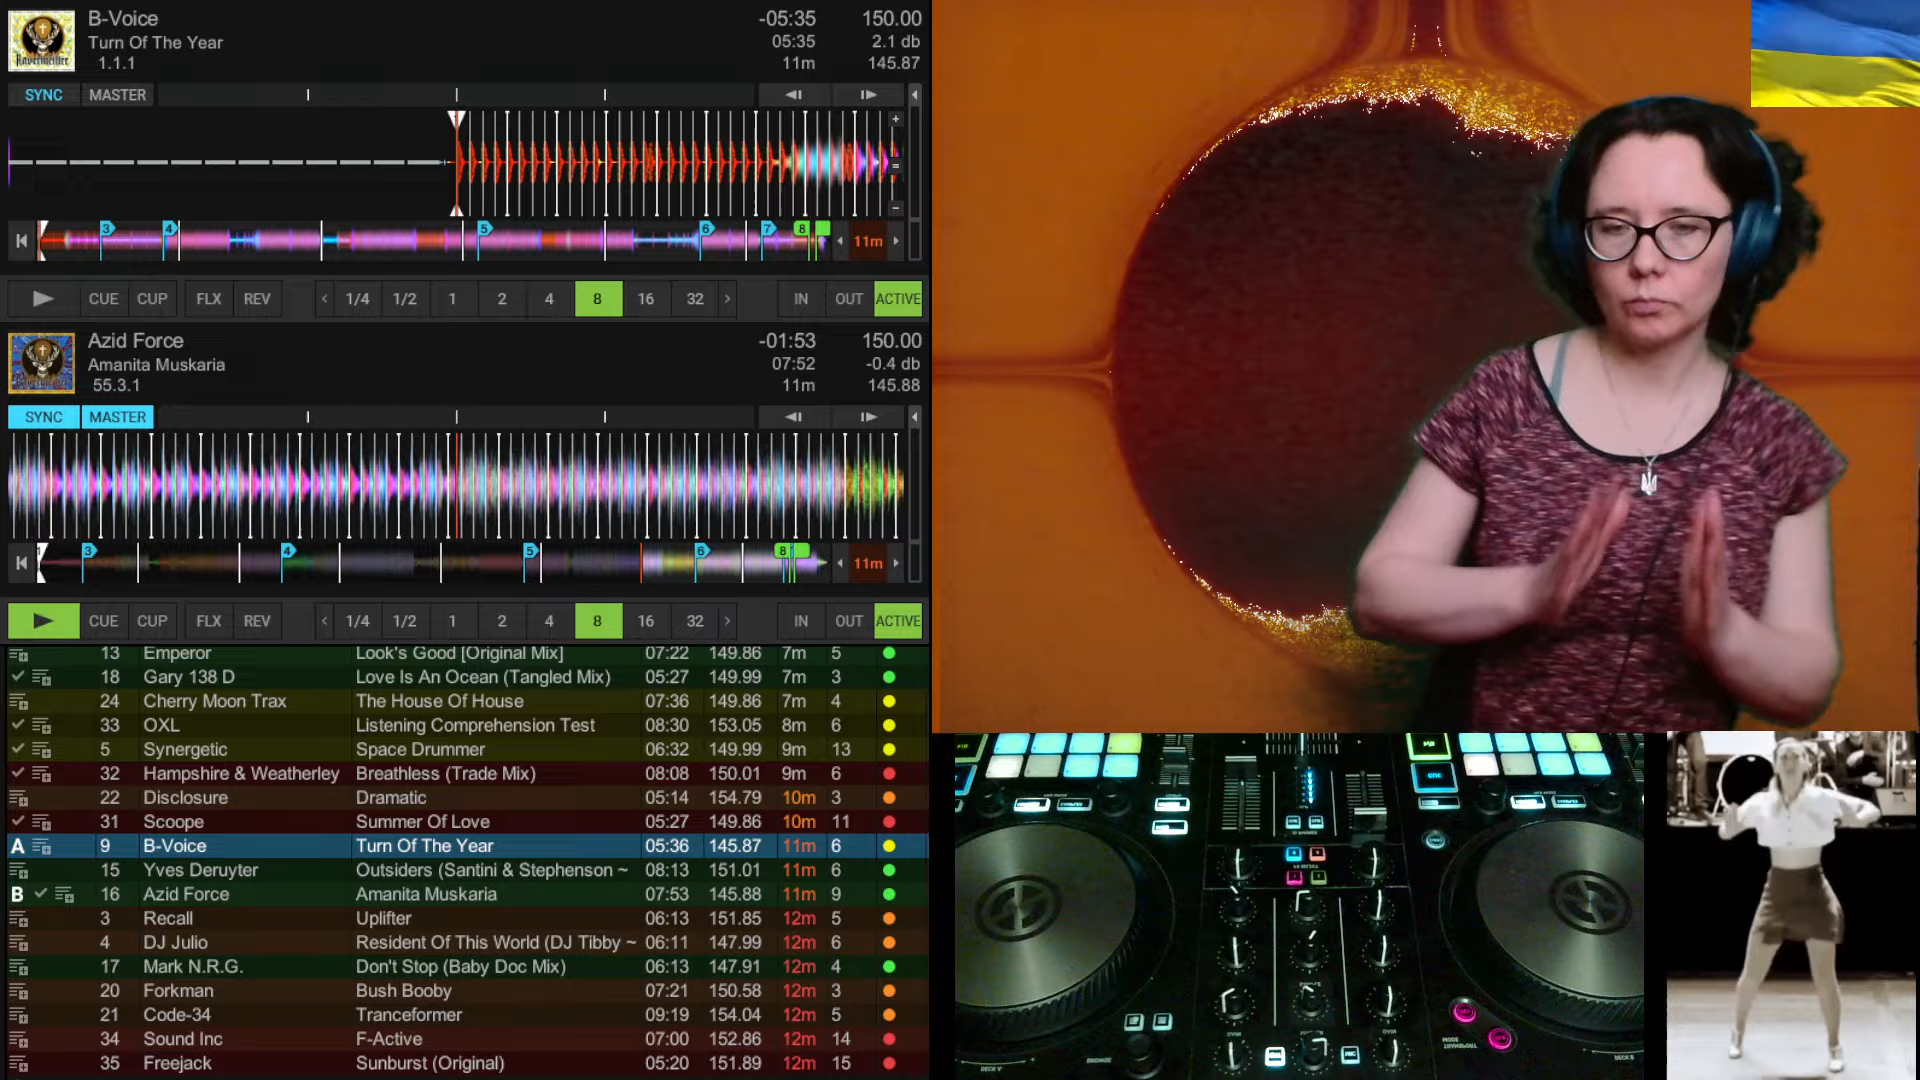 B-Voice -05:35 150.00
Turn Of The Year 05:35 2.1 db
1.1.1 11m 145.87
SYNC MASTER
3 4 5 6 7 8 11m
CUE CUP FLX REV 1/4 1/2 1 2 4 8 16 32 IN OUT ACTIVE
Azid Force -01:53 150.00
Amanita Muskaria 07:52 -0.4 db
55.3.1 11m 145.88
SYNC MASTER
3 4 5 6 8 11m
CUE CUP FLX REV 1/4 1/2 1 2 4 8 16 32 IN OUT ACTIVE
13 Emperor Look's Good [Original Mix] 07:22 149.86 7m 5
18 Gary 138 D Love Is An Ocean (Tangled Mix) 05:27 149.99 7m 3
24 Cherry Moon Trax The House Of House 07:36 149.86 7m 4
33 OXL Listening Comprehension Test 08:30 153.05 8m 6
5 Synergetic Space Drummer 06:32 149.99 9m 13
32 Hampshire & Weatherley Breathless (Trade Mix) 08:08 150.01 9m 6
22 Disclosure Dramatic 05:14 154.79 10m 3
31 Scoope Summer Of Love 05:27 149.86 10m 11
A 9 B-Voice Turn Of The Year 05:36 145.87 11m 6
15 Yves Deruyter Outsiders (Santini & Stephenson ~ 08:13 151.01 11m 6
B 16 Azid Force Amanita Muskaria 07:53 145.88 11m 9
3 Recall Uplifter 06:13 151.85 12m 5
4 DJ Julio Resident Of This World (DJ Tibby ~ 06:11 147.99 12m 6
17 Mark N.R.G. Don't Stop (Baby Doc Mix) 06:13 147.91 12m 4
20 Forkman Bush Booby 07:21 150.58 12m 3
21 Code-34 Tranceformer 09:19 154.04 12m 5
34 Sound Inc F-Active 07:00 152.86 12m 14
35 Freejack Sunburst (Original) 05:20 151.89 12m 15